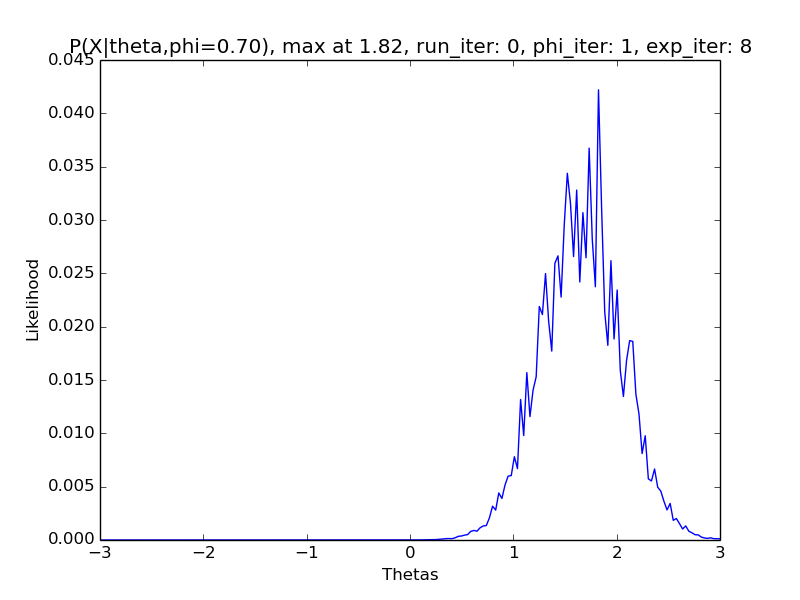 P(X|theta,phi=0.70), max at 1.82, run_iter: 0, phi_iter: 1, exp_iter: 8
0.045
0.040
0.035
0.030
0.025
0.020
0.015
0.010
0.005
0.000
Likelihood
−3 −2 −1 0 1 2 3
Thetas